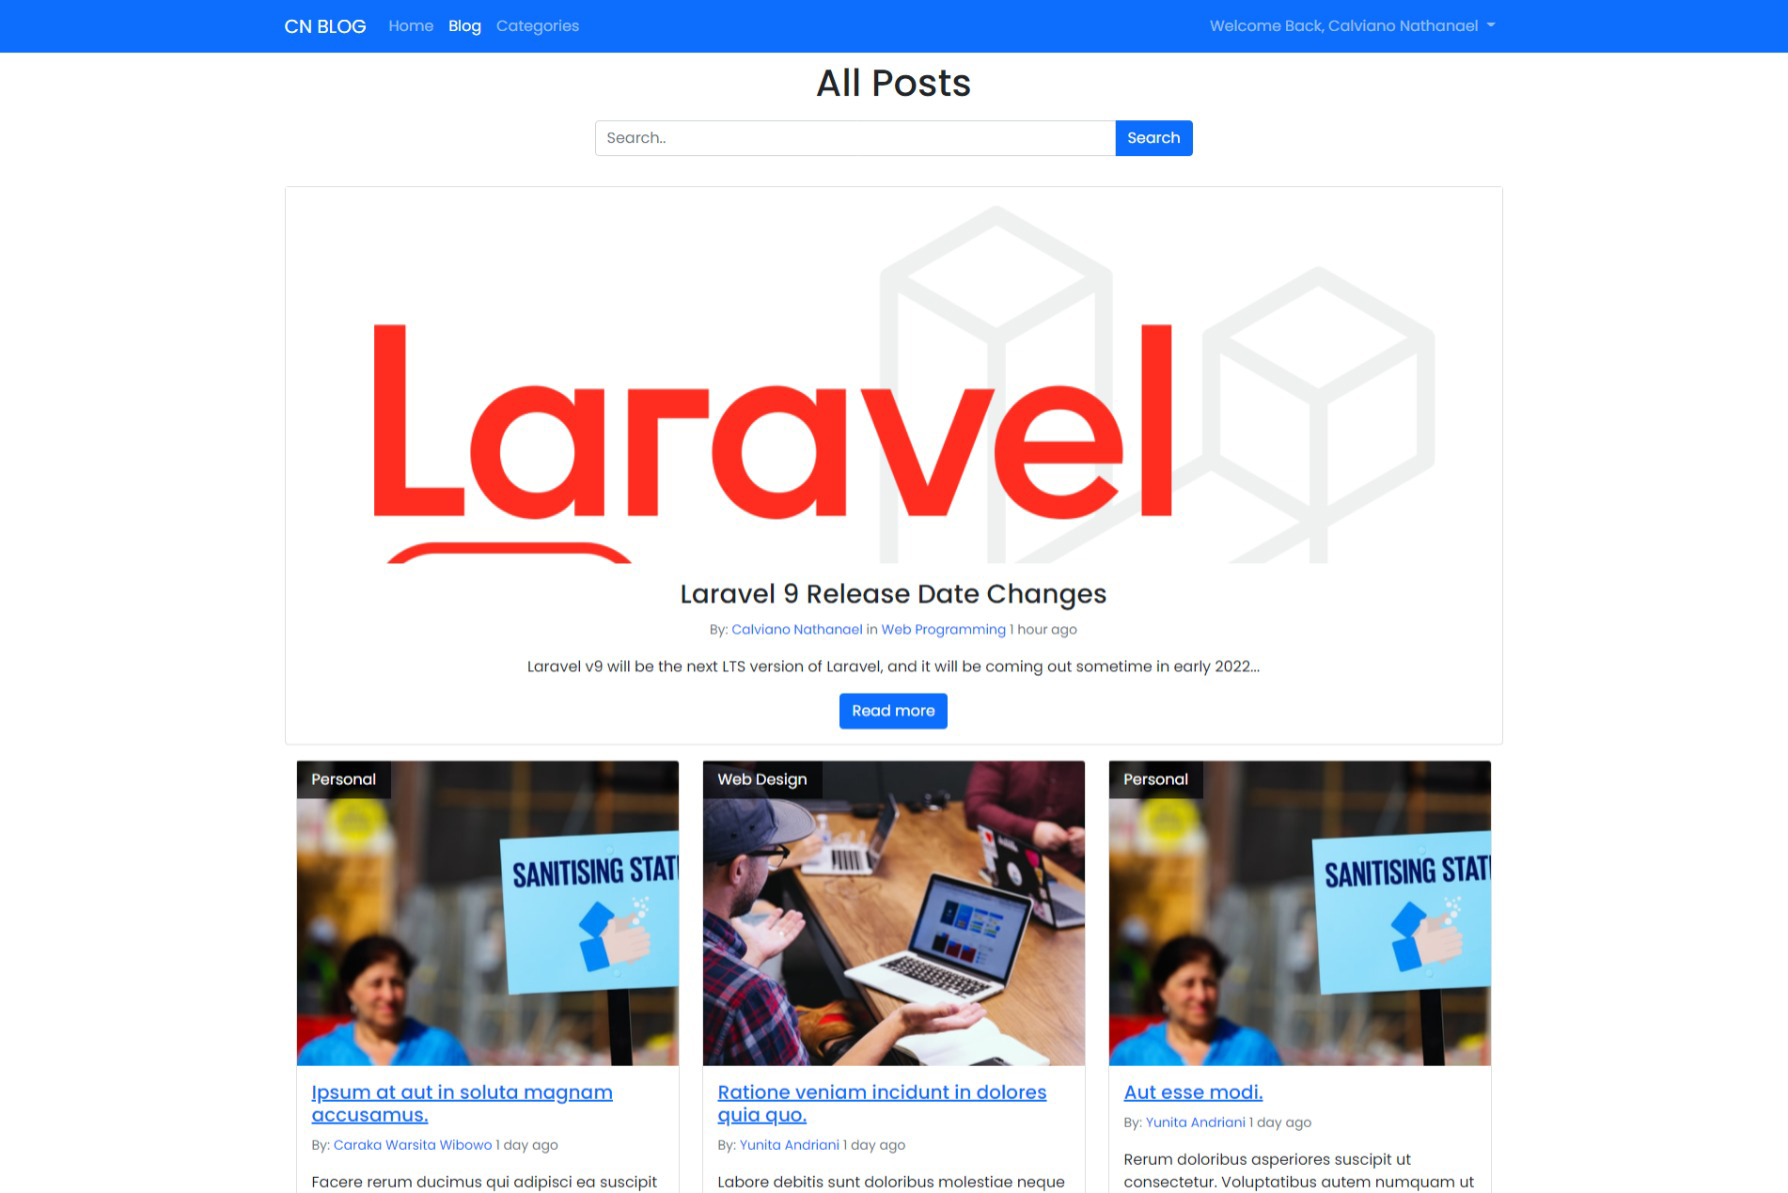 CN BLOG Home Blog Categories Welcome Back, Calviano Nathanael
All Posts
Search.. Search
Laravel
Laravel 9 Release Date Changes
By: Calviano Nathanael in Web Programming 1 hour ago
Laravel v9 will be the next LTS version of Laravel, and it will be coming out sometime in early 2022...
Read more
Personal
SANITISING STATI
Ipsum at aut in soluta magnam
accusamus.
By: Caraka Warsita Wibowo 1 day ago
Facere rerum ducimus qui adipisci ea suscipit
Web Design
Ratione veniam incidunt in dolores
quia quo.
By: Yunita Andriani 1 day ago
Labore debitis sunt doloribus molestiae neque
Personal
SANITISING STATI
Aut esse modi.
By: Yunita Andriani 1 day ago
Rerum doloribus asperiores suscipit ut
consectetur. Voluptatibus autem numquam ut